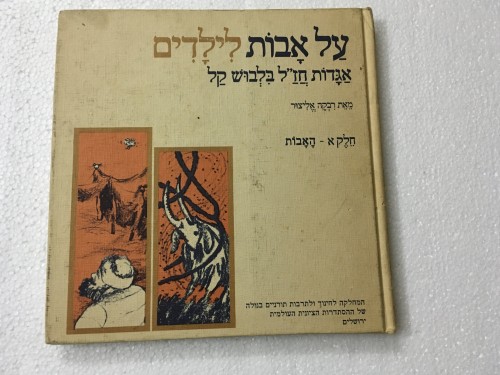 עַל אָבוֹת לִילָדִים
אַגָּדוֹת חֲזַ"ל בִּלְבוּשׁ קַל
מֵאֵת רִבְקָה אֱלִיצוּר
חֵלֶק א - הָאָבוֹת
המחלקה לחינוך ולתרבות תורניים בגולה
של ההסתדרות הציונית העולמית
ירושלים